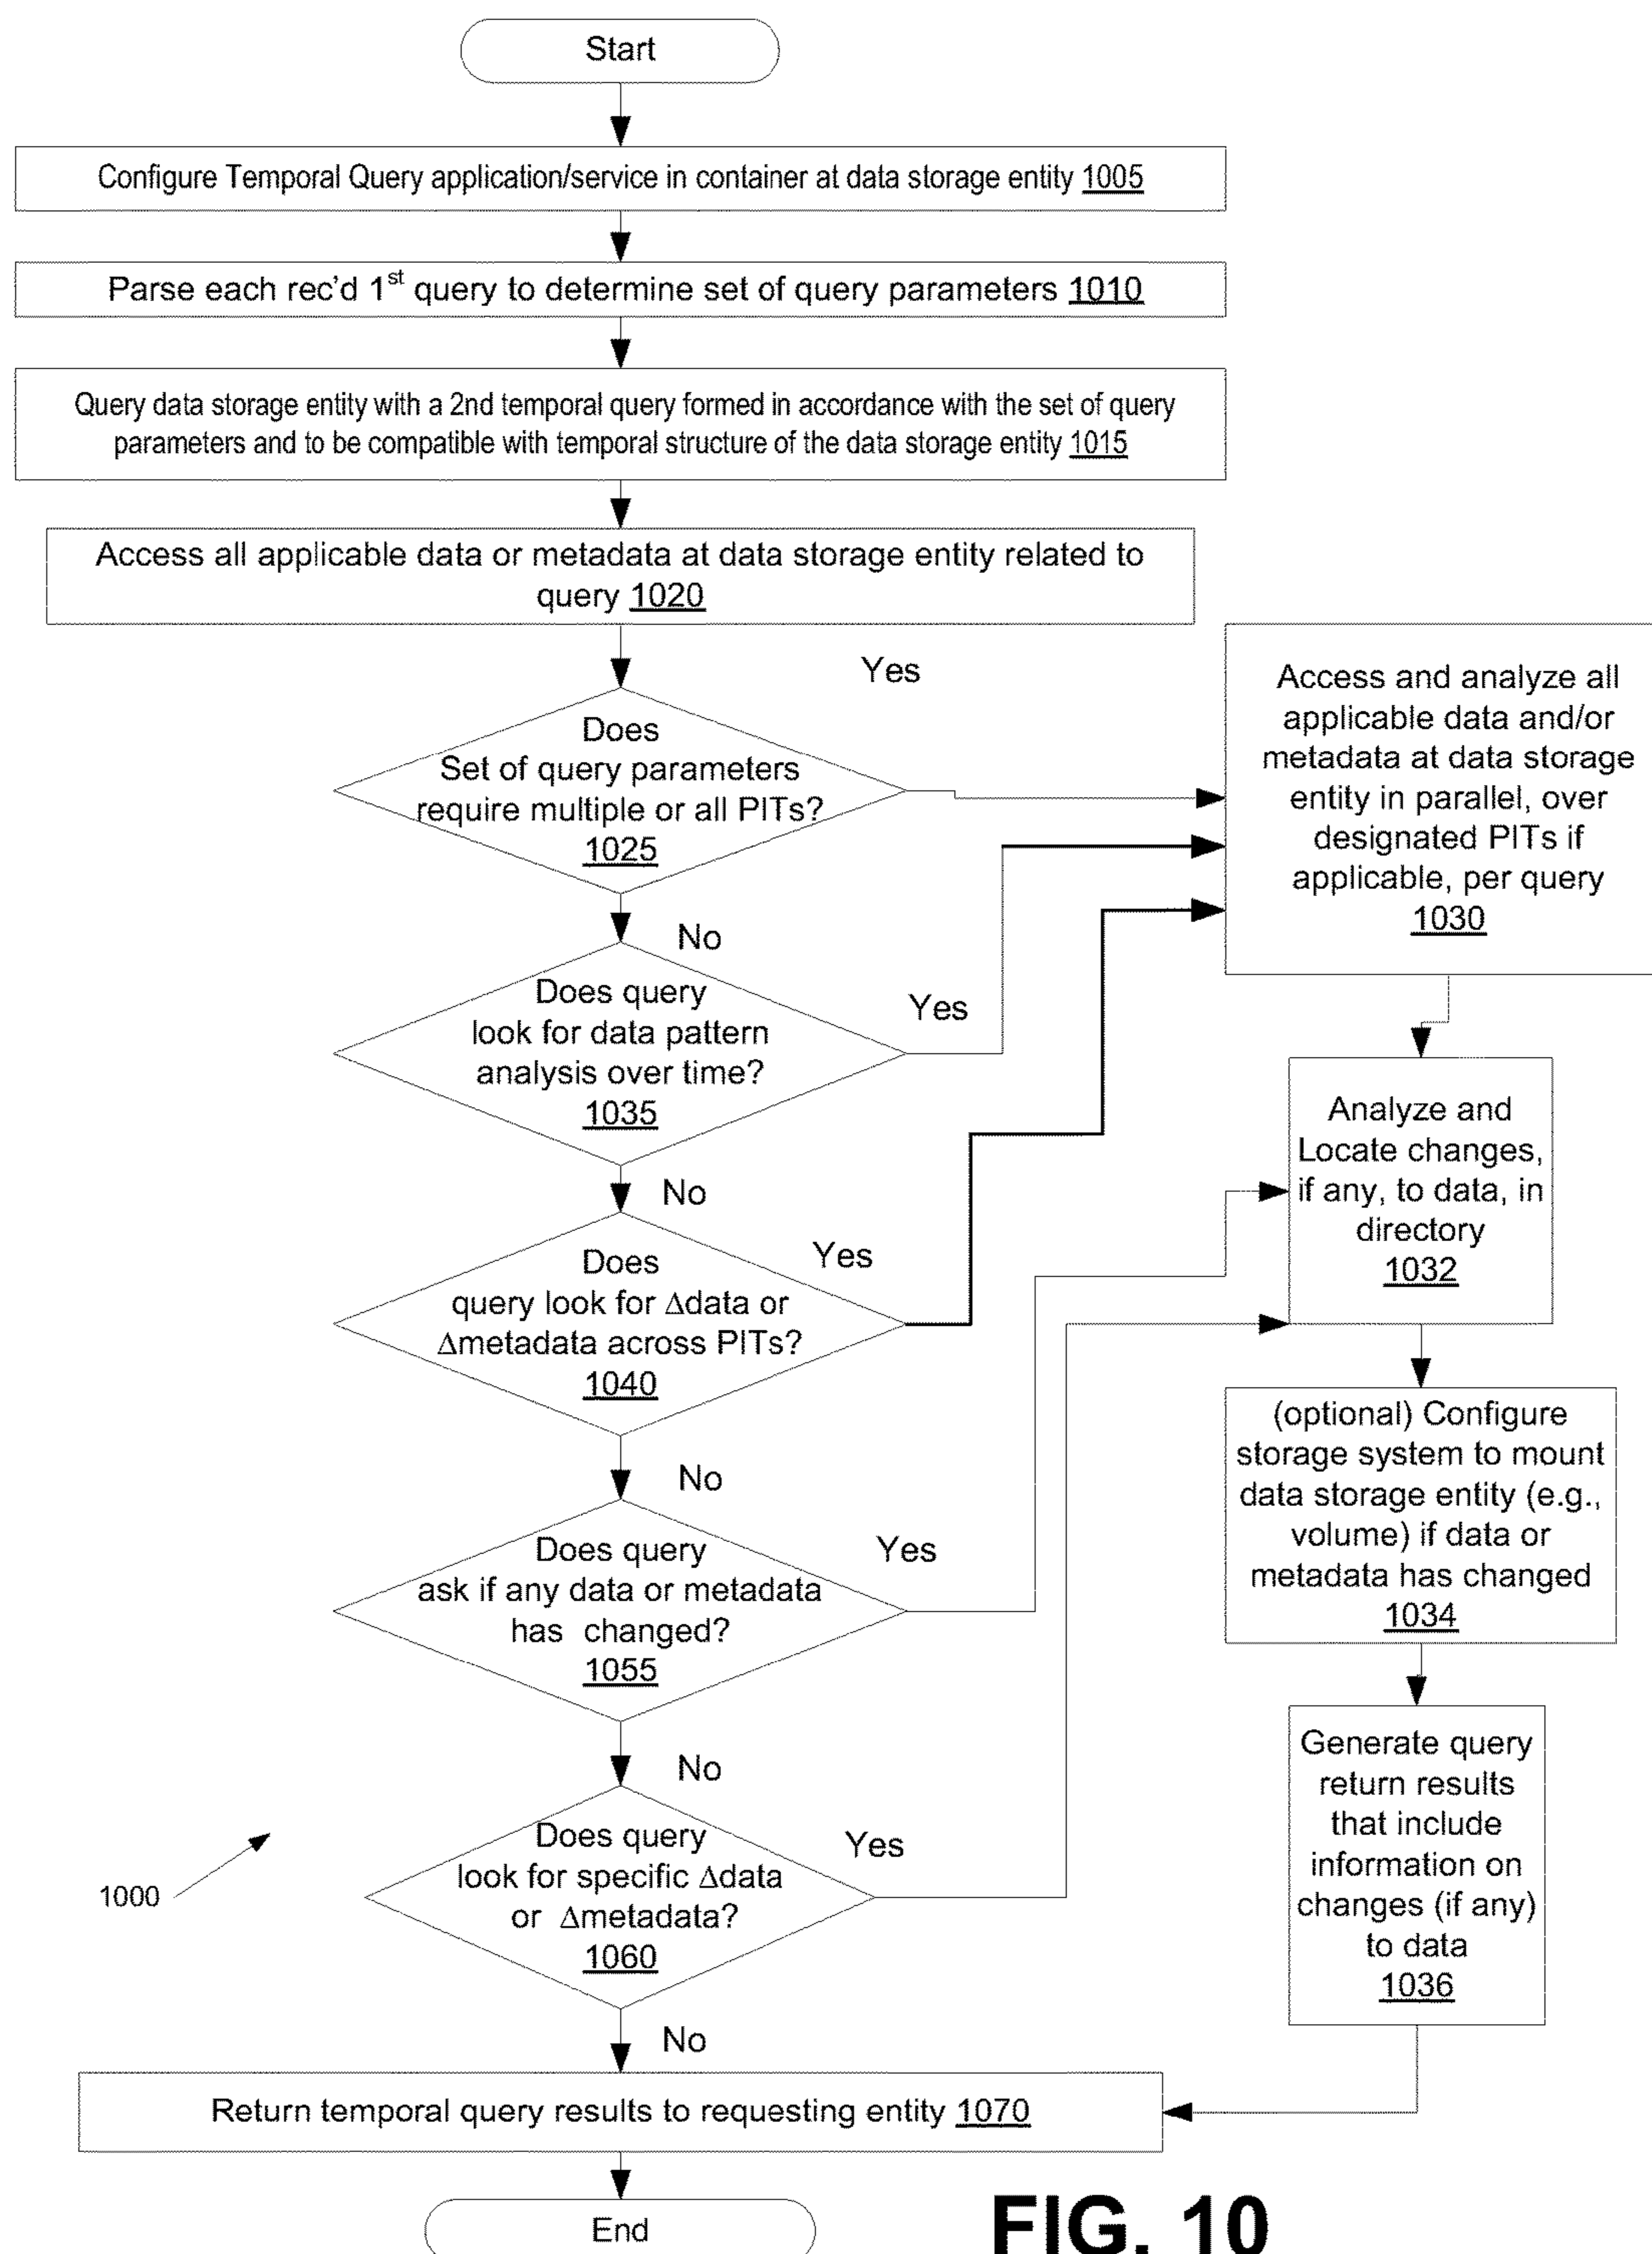 Start
Configure Temporal Query application/service in container at data storage entity 1005
Parse each rec'd 1st query to determine set of query parameters 1010
Query data storage entity with a 2nd temporal query formed in accordance with the set of query
parameters and to be compatible with temporal structure of the data storage entity 1015
Access all applicable data or metadata at data storage entity related to
query 1020
Yes
Does
Set of query parameters
require multiple or all PITs?
1025
Access and analyze all
applicable data and/or
metadata at data storage
entity in parallel, over
designated PITs if
applicable, per query
1030
No
Does query
look for data pattern
analysis over time?
1035
Yes
No
Analyze and
Locate changes,
if any, to data, in
directory
1032
Does
query look for Δdata or
Δmetadata across PITs?
1040
Yes
No
(optional) Configure
storage system to mount
data storage entity (e.g.,
volume) if data or
metadata has changed
1034
Does query
ask if any data or metadata
has changed?
1055
Yes
No
Generate query
return results
that include
information on
changes (if any)
to data
1036
Does query
look for specific Δdata
or Δmetadata?
1060
Yes
1000
No
Return temporal query results to requesting entity 1070
End
FIG. 10